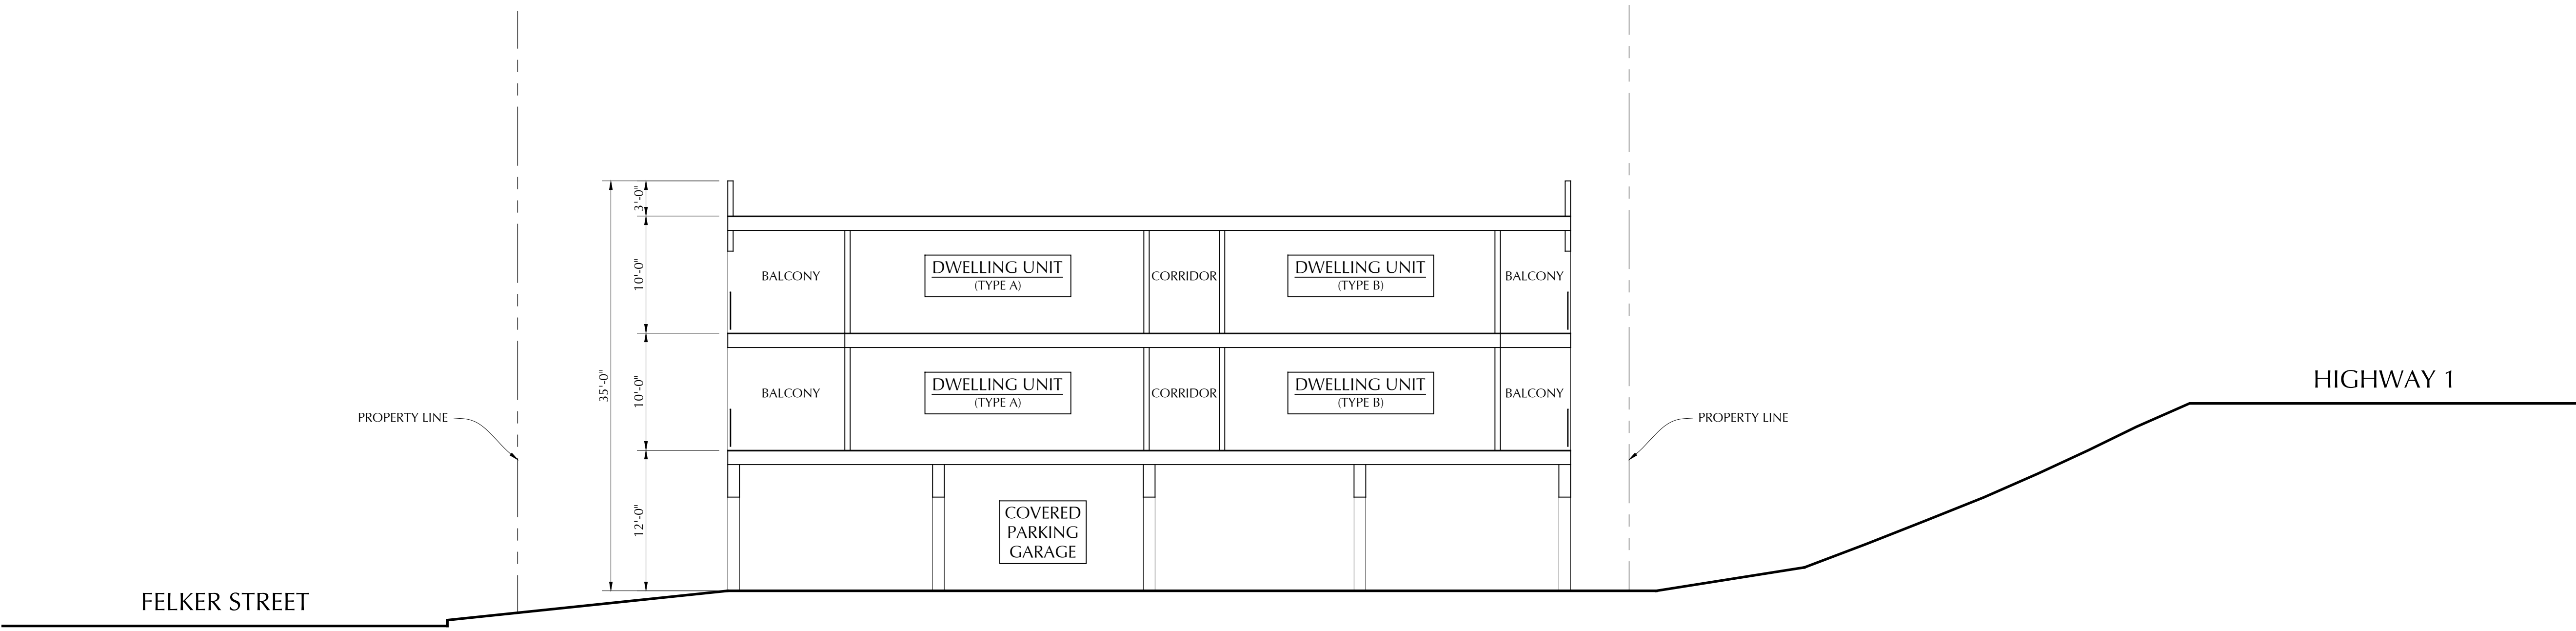 3'-0"
10'-0"
BALCONY
DWELLING UNIT
(TYPE A)
CORRIDOR
DWELLING UNIT
(TYPE B)
BALCONY
35'-0"
10'-0"
BALCONY
DWELLING UNIT
(TYPE A)
CORRIDOR
DWELLING UNIT
(TYPE B)
BALCONY
HIGHWAY 1
PROPERTY LINE
PROPERTY LINE
12'-0"
COVERED
PARKING
GARAGE
FELKER STREET